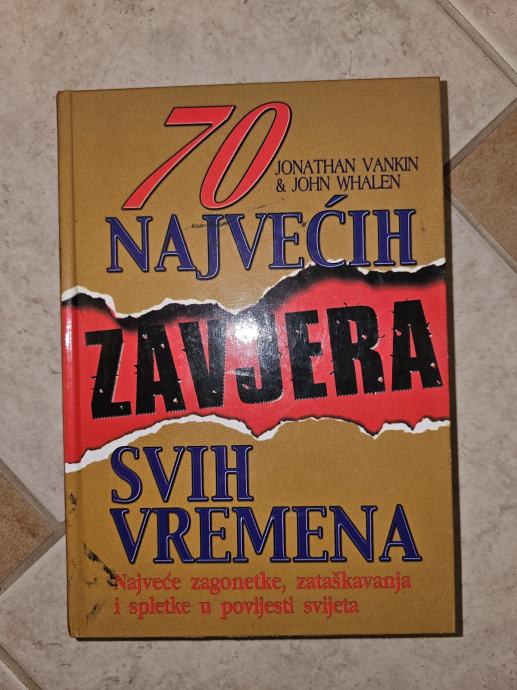 70
JONATHAN VANKIN
& JOHN WHALEN
NAJVEĆIH
ZAVJERA
SVIH
VREMENA
Najveće zagonetke, zataškavanja
i spletke u povijesti svijeta